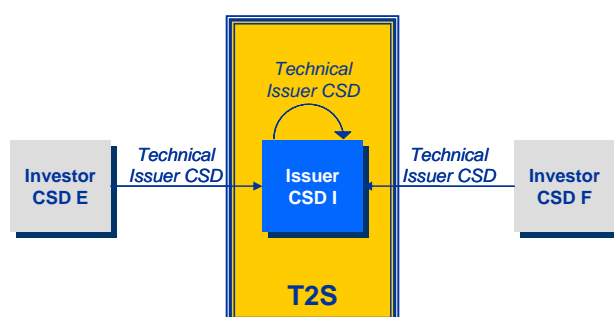 Technical
Issuer CSD
Investor
CSD E
Technical
Issuer CSD
Issuer
CSD I
Technical
Issuer CSD
Investor
CSD F
T2S